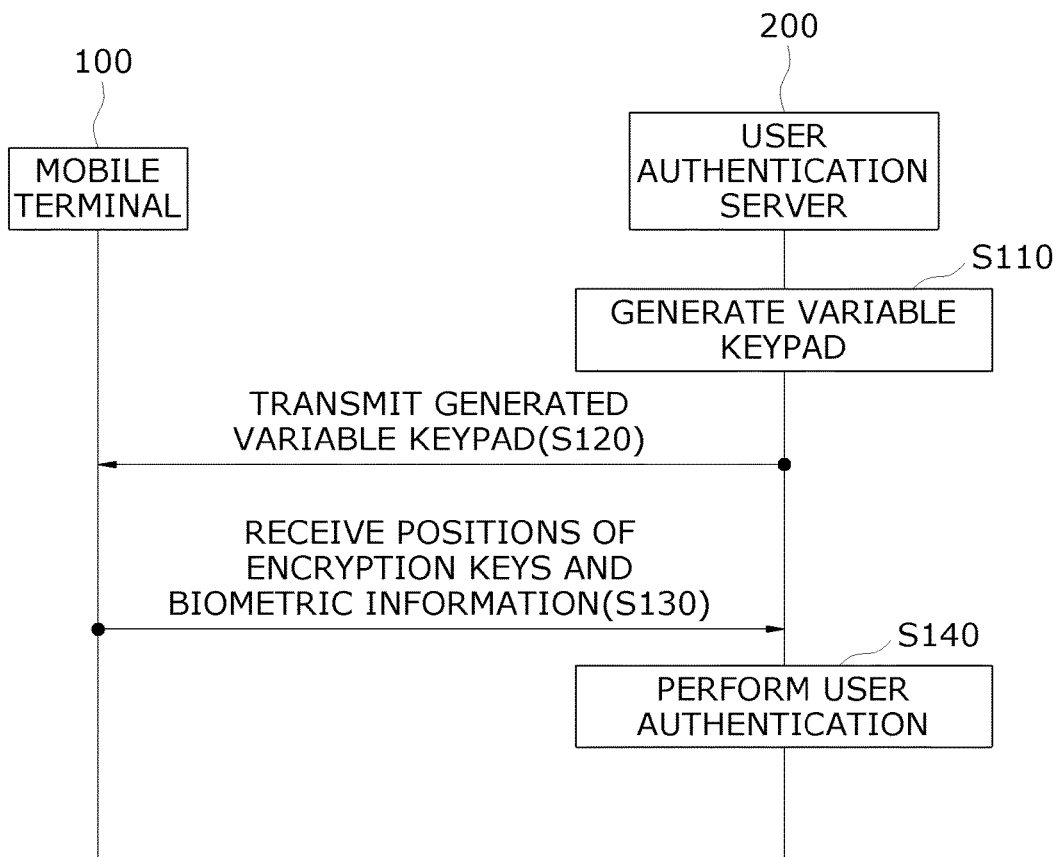 100
200
MOBILE
TERMINAL
USER
AUTHENTICATION
SERVER
S110
GENERATE VARIABLE
KEYPAD
TRANSMIT GENERATED
VARIABLE KEYPAD(S120)
RECEIVE POSITIONS OF
ENCRYPTION KEYS AND
BIOMETRIC INFORMATION(S130)
S140
PERFORM USER
AUTHENTICATION